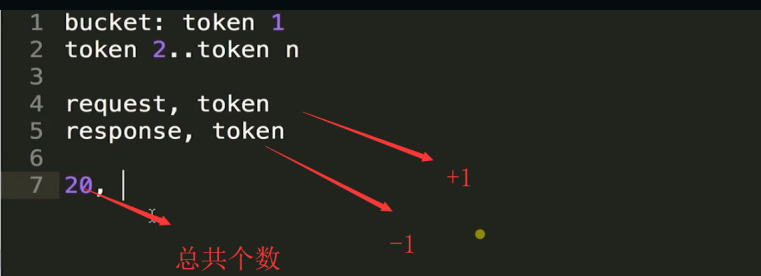 1 bucket: token 1
2 token 2..token n
3
4 request, token
5 response, token
6
7 20,
+1
-1
总共个数